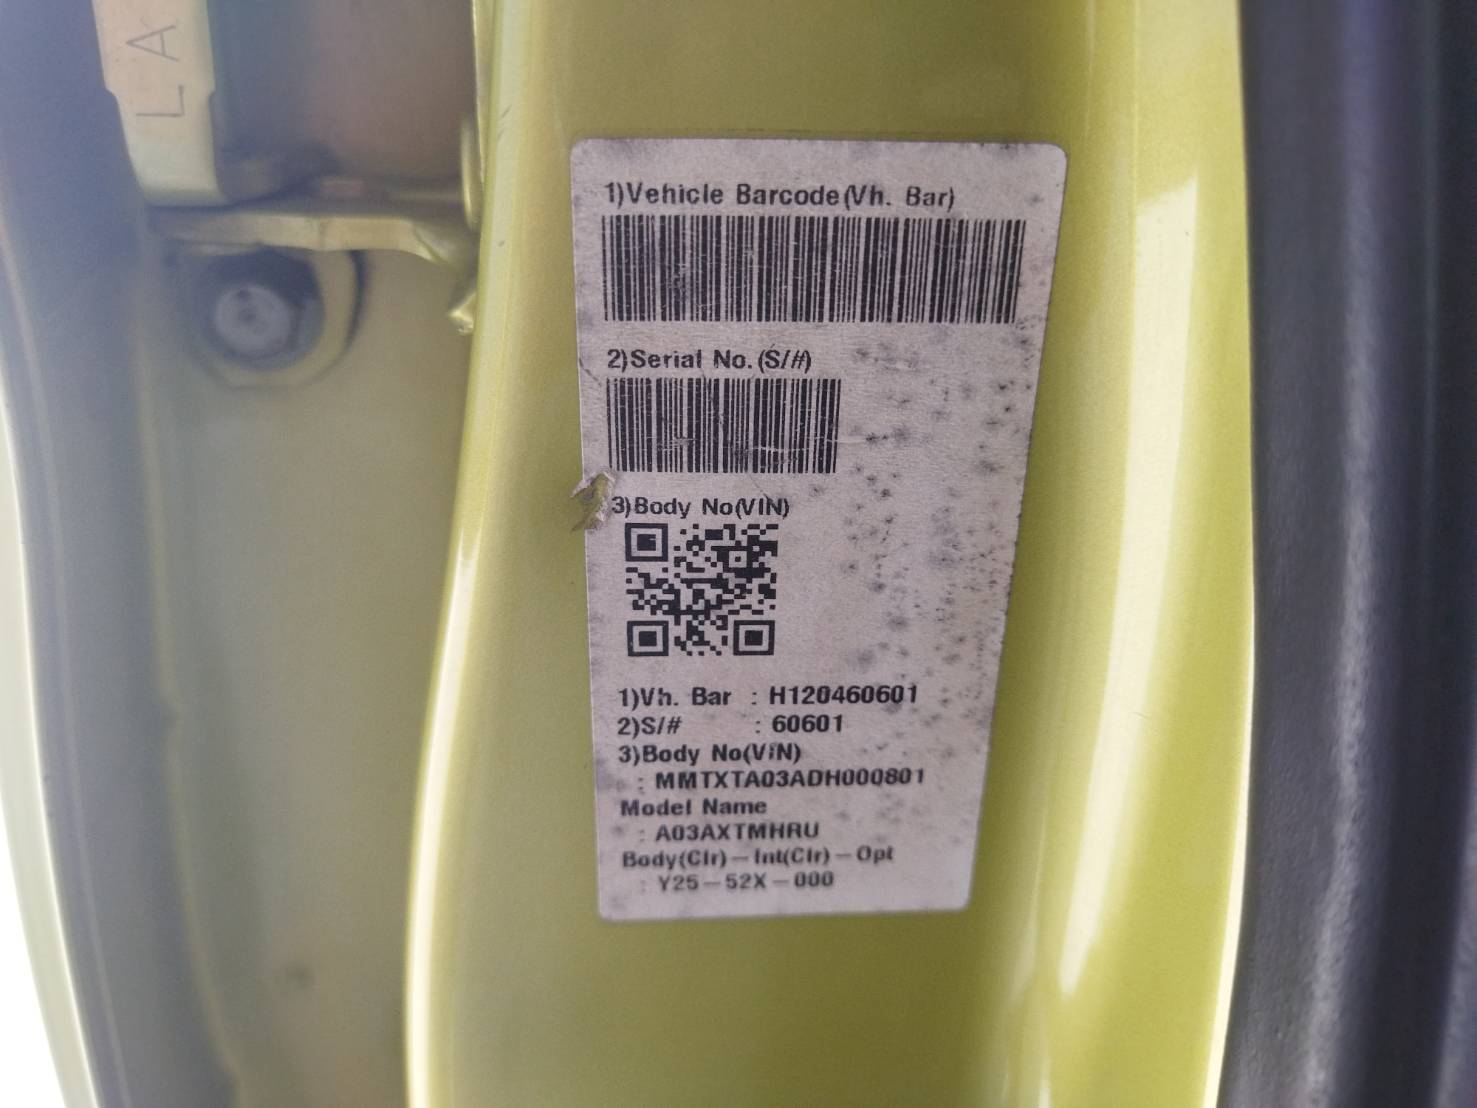 LA
1)Vehicle Barcode(Vh. Bar)
2)Serial No.(S/#)
3)Body No(VIN)
1)Vh. Bar : H120460601
2)S/# : 60601
3)Body No(VIN)
: MMTXTA03ADH000801
Model Name
: A03AXTMHRU
Body(Clr)-Int(Clr)-Opt
: Y25-52X-000